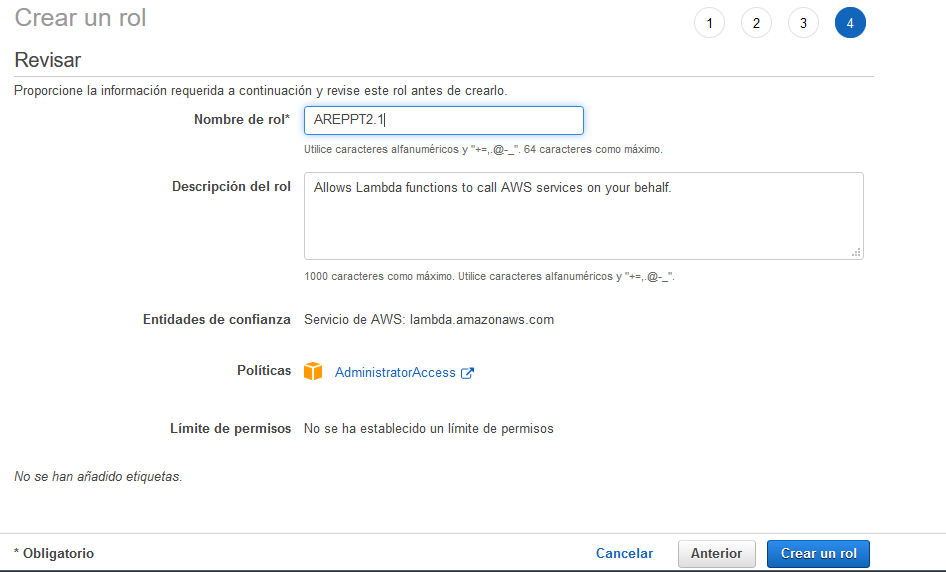 Crear un rol
1 2 3 4
Revisar
Proporcione la información requerida a continuación y revise este rol antes de crearlo.
Nombre de rol* AREPPT2.1
Utilice caracteres alfanuméricos y "+=,.@-_". 64 caracteres como máximo.
Descripción del rol Allows Lambda functions to call AWS services on your behalf.
1000 caracteres como máximo. Utilice caracteres alfanuméricos y "+=,.@-_".
Entidades de confianza Servicio de AWS: lambda.amazonaws.com
Políticas AdministratorAccess
Límite de permisos No se ha establecido un límite de permisos
No se han añadido etiquetas.
* Obligatorio Cancelar Anterior Crear un rol